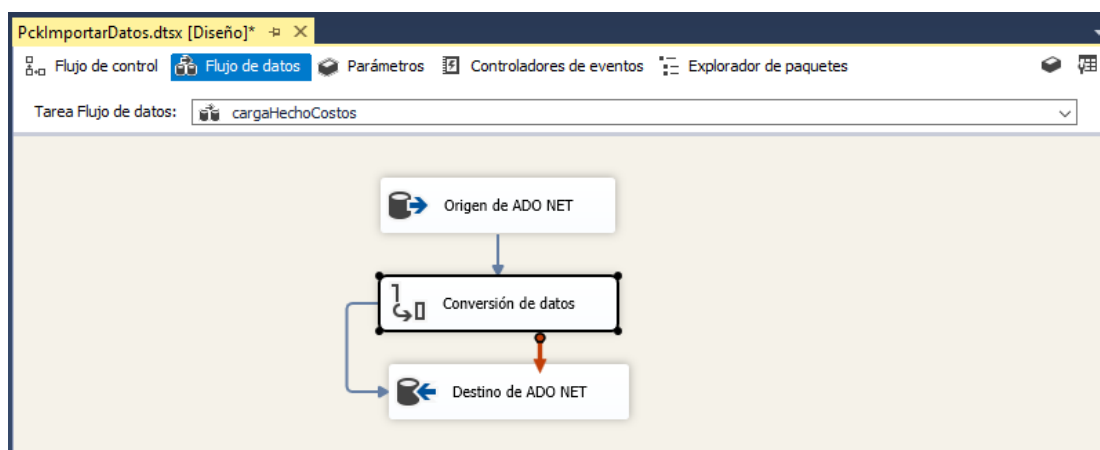 PckImportarDatos.dtsx [Diseño]*
Flujo de control Flujo de datos Parámetros Controladores de eventos Explorador de paquetes
Tarea Flujo de datos: cargaHechoCostos
Origen de ADO NET
Conversión de datos
Destino de ADO NET